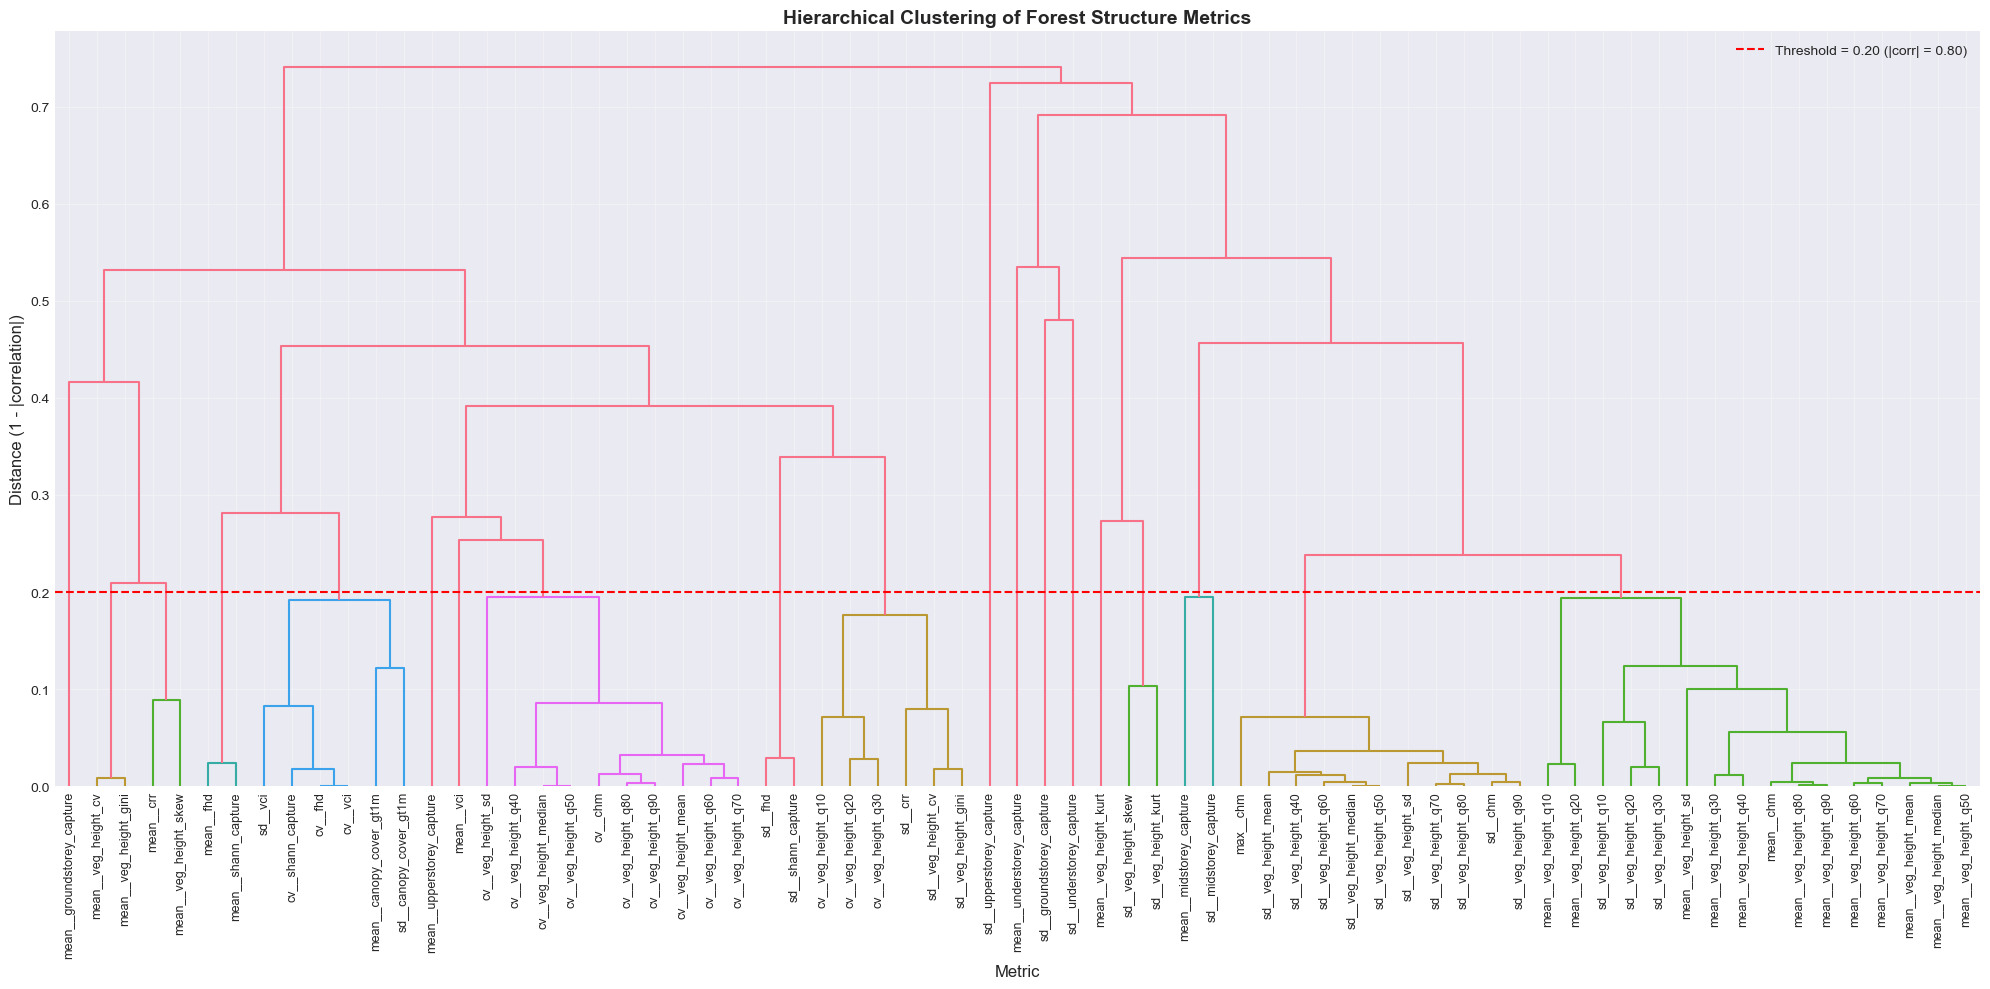 Hierarchical Clustering of Forest Structure Metrics
Threshold = 0.20 (|corr| = 0.80)
Distance (1 - |correlation|)
0.7
0.6
0.5
0.4
0.3
0.2
0.1
0.0
mean__groundstorey_capture
mean__veg_height_cv
mean__veg_height_gini
mean__crr
mean__veg_height_skew
mean__fhd
mean__shann_capture
sd__vci
cv__shann_capture
cv__fhd
cv__vci
mean__canopy_cover_gt1m
sd__canopy_cover_gt1m
mean__upperstorey_capture
mean__vci
cv__veg_height_sd
cv__veg_height_q40
cv__veg_height_median
cv__veg_height_q50
cv__chm
cv__veg_height_q80
cv__veg_height_q90
cv__veg_height_mean
cv__veg_height_q60
cv__veg_height_q70
sd__fhd
sd__shann_capture
cv__veg_height_q10
cv__veg_height_q20
cv__veg_height_q30
sd__crr
sd__veg_height_cv
sd__veg_height_gini
sd__upperstorey_capture
mean__understorey_capture
sd__groundstorey_capture
sd__understorey_capture
mean__veg_height_kurt
sd__veg_height_skew
sd__veg_height_kurt
mean__midstorey_capture
sd__midstorey_capture
max__chm
sd__veg_height_mean
sd__veg_height_q40
sd__veg_height_q60
sd__veg_height_median
sd__veg_height_q50
sd__veg_height_sd
sd__veg_height_q70
sd__veg_height_q80
sd__chm
sd__veg_height_q90
mean__veg_height_q10
mean__veg_height_q20
sd__veg_height_q10
sd__veg_height_q20
sd__veg_height_q30
mean__veg_height_sd
mean__veg_height_q30
mean__veg_height_q40
mean__chm
mean__veg_height_q80
mean__veg_height_q90
mean__veg_height_q60
mean__veg_height_q70
mean__veg_height_mean
mean__veg_height_median
mean__veg_height_q50
Metric